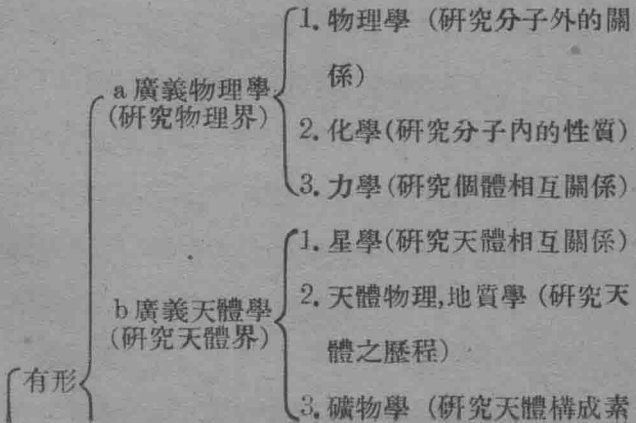 1. 物理學 (研究分子外的關
係)
a 廣義物理學
(研究物理界)
2. 化學(研究分子內的性質)
3. 力學(研究個體相互關係)
1. 星學(研究天體相互關係)
b 廣義天體學
(研究天體界)
2. 天體物理,地質學 (研究天
體之歷程)
有形
3. 礦物學 (研究天體構成素